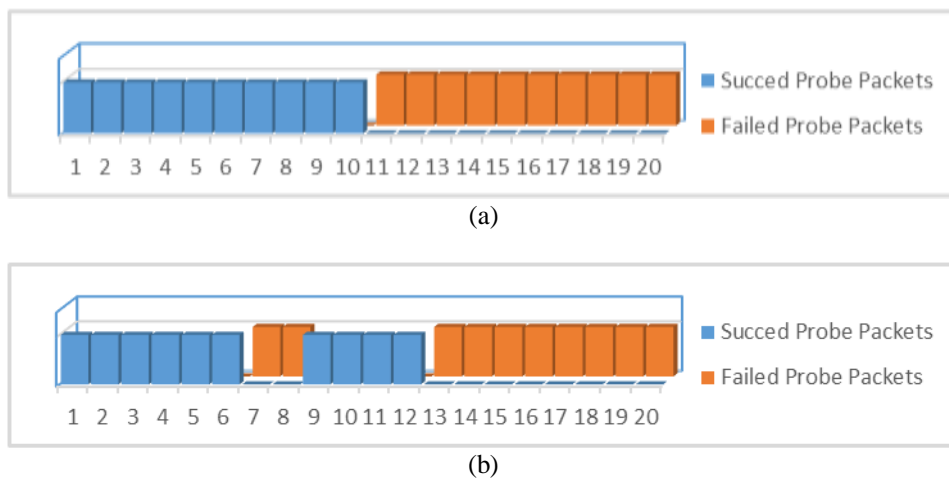 Succed Probe Packets
Failed Probe Packets
1 2 3 4 5 6 7 8 9 10 11 12 13 14 15 16 17 18 19 20
(a)
Succed Probe Packets
Failed Probe Packets
1 2 3 4 5 6 7 8 9 10 11 12 13 14 15 16 17 18 19 20
(b)